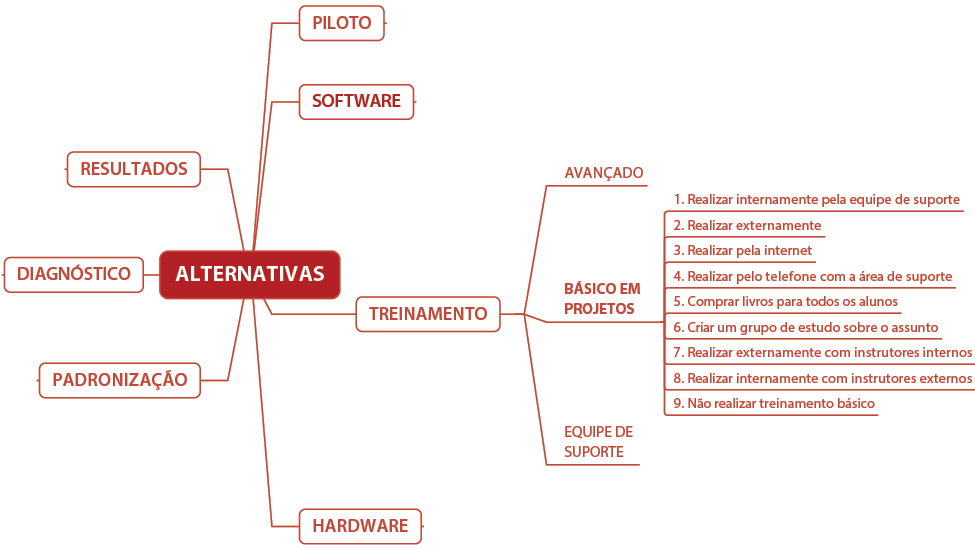 PILOTO
SOFTWARE
RESULTADOS
DIAGNÓSTICO
PADRONIZAÇÃO
ALTERNATIVAS
TREINAMENTO
HARDWARE
AVANÇADO
BÁSICO EM
PROJETOS
1. Realizar internamente pela equipe de suporte
2. Realizar externamente
3. Realizar pela internet
4. Realizar pelo telefone com a área de suporte
5. Comprar livros para todos os alunos
6. Criar um grupo de estudo sobre o assunto
7. Realizar externamente com instrutores internos
8. Realizar internamente com instrutores externos
9. Não realizar treinamento básico
EQUIPE DE
SUPORTE